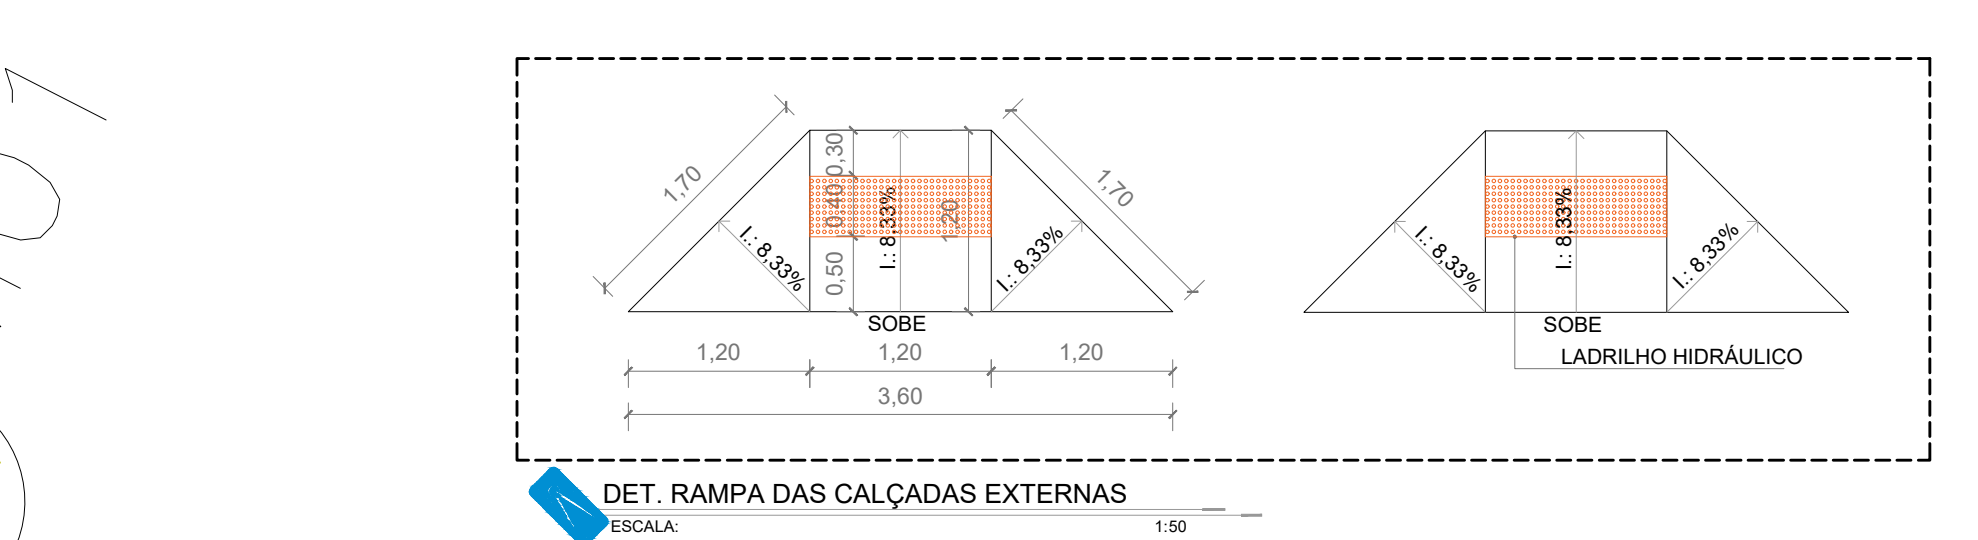 1,70
0,30
0,40
0,50
I.: 8,33%
1,20
I.: 8,33%
I.: 8,33%
1,70
SOBE
1,20
1,20
1,20
3,60
I.: 8,33%
I.: 8,33%
I.: 8,33%
SOBE
LADRILHO HIDRÁULICO
DET. RAMPA DAS CALÇADAS EXTERNAS
ESCALA: 1:50